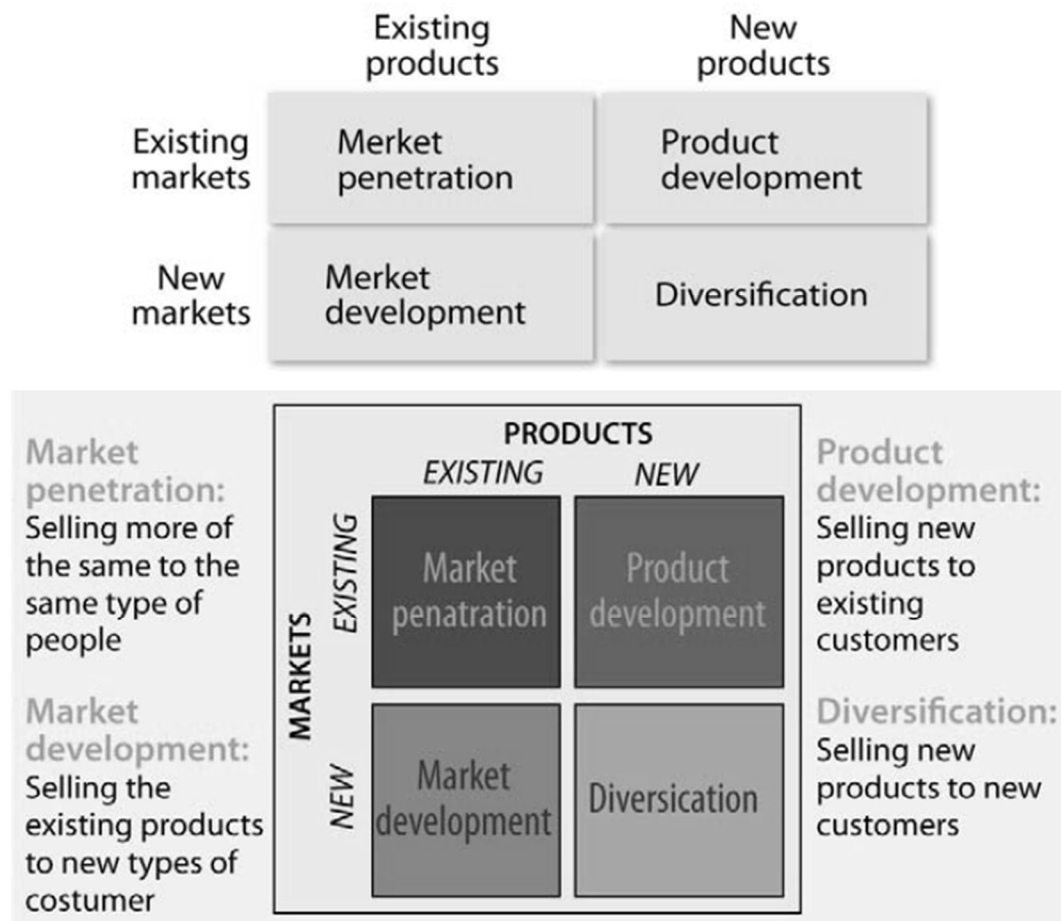 Existing
products
New
products
Existing
markets
Merket
penetration
Product
development
New
markets
Merket
development
Diversification
Market
penetration:
Selling more of
the same to the
same type of
people
Market
development:
Selling the
existing products
to new types of
costumer
PRODUCTS
EXISTING
NEW
MARKETS
EXISTING
NEW
Market
penatration
Product
development
Market
development
Diversication
Product
development:
Selling new
products to
existing
customers
Diversification:
Selling new
products to new
customers